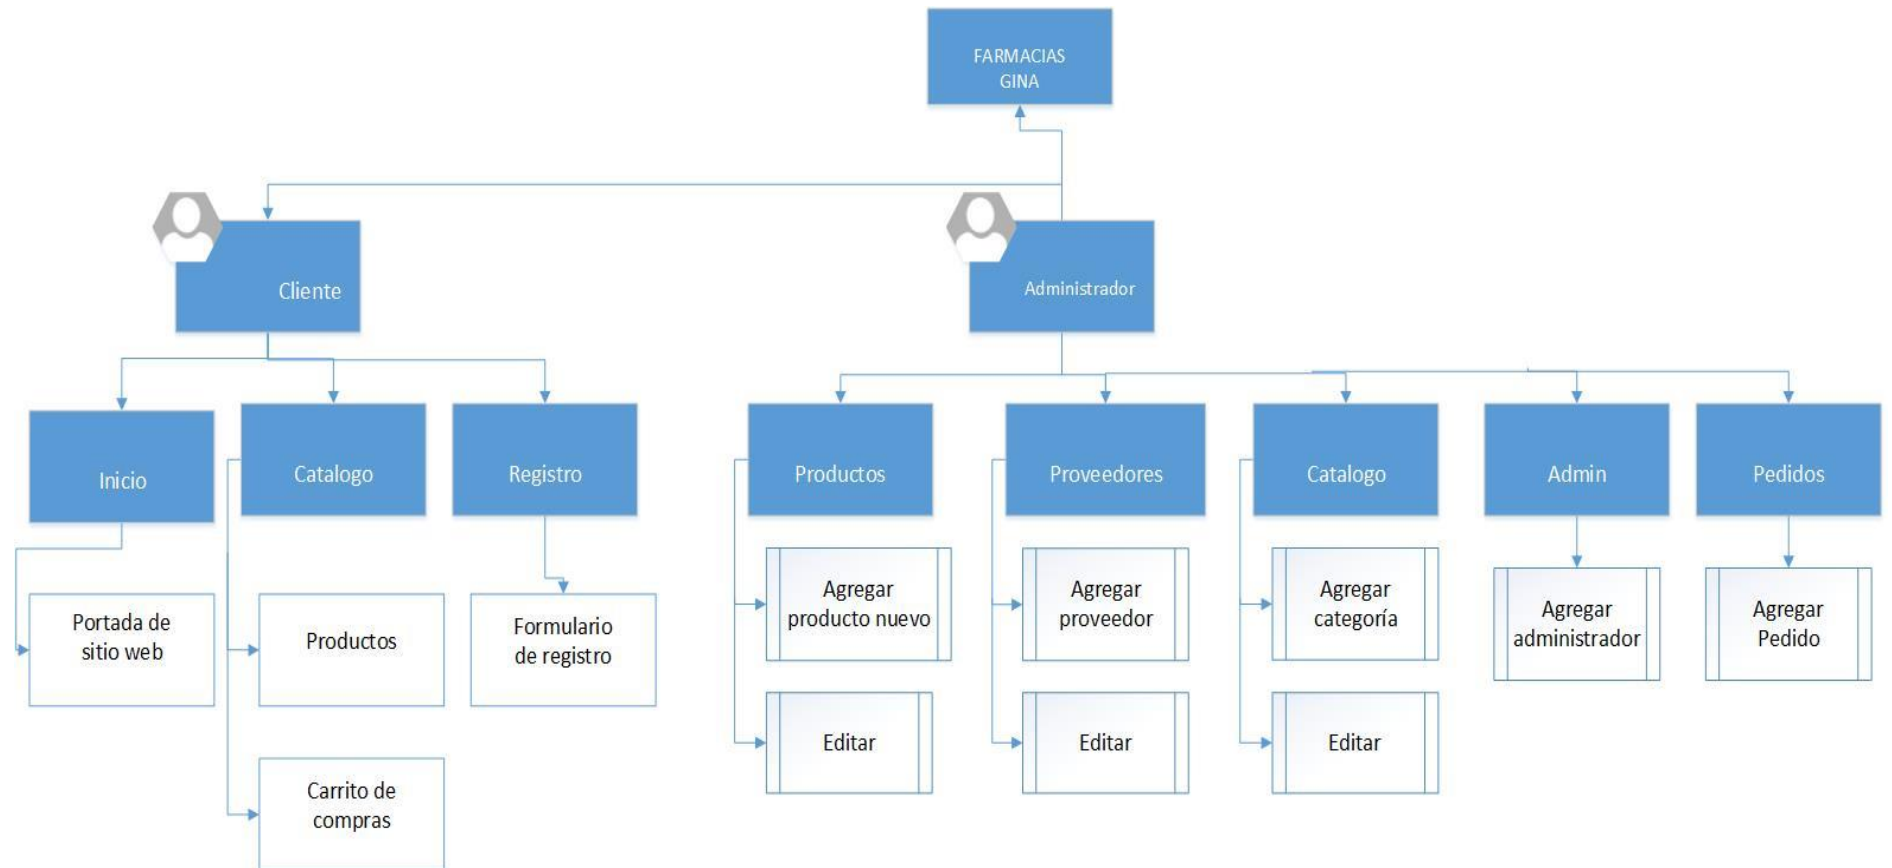 FARMACIAS
GINA
Cliente
Administrador
Inicio
Catalogo
Registro
Productos
Proveedores
Catalogo
Admin
Pedidos
Portada de
sitio web
Productos
Formulario
de registro
Agregar
producto nuevo
Agregar
proveedor
Agregar
categoría
Agregar
administrador
Agregar
Pedido
Editar
Editar
Editar
Carrito de
compras